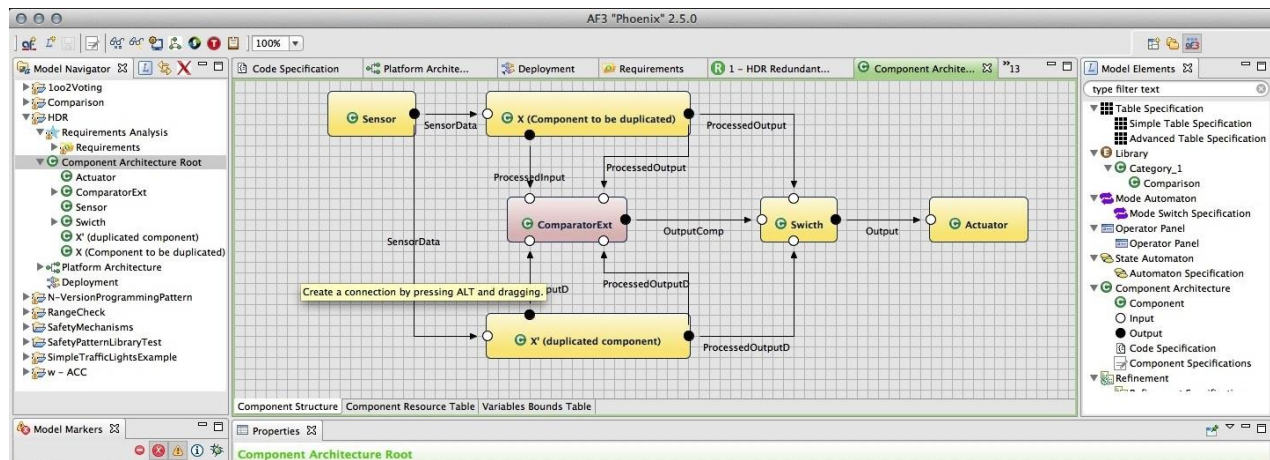 AF3 "Phoenix" 2.5.0
100%
Model Navigator
Code Specification
Platform Archite...
Deployment
Requirements
1 - HDR Redundant...
Component Archite...
"13
Model Elements
1oo2Voting
Comparison
HDR
Requirements Analysis
Requirements
Component Architecture Root
Actuator
ComparatorExt
Sensor
Swicth
X' (duplicated component)
X (Component to be duplicated)
Platform Architecture
Deployment
N-VersionProgrammingPattern
RangeCheck
SafetyMechanisms
SafetyPatternLibraryTest
SimpleTrafficLightsExample
w - ACC
Sensor
SensorData
X (Component to be duplicated)
ProcessedOutput
ProcessedInput
ProcessedOutput
ComparatorExt
OutputComp
Swicth
Output
Actuator
SensorData
Create a connection by pressing ALT and dragging.
putD
ProcessedOutputD
X' (duplicated component)
ProcessedOutputD
Component Structure
Component Resource Table
Variables Bounds Table
type filter text
Table Specification
Simple Table Specification
Advanced Table Specification
Library
Category_1
Comparison
Mode Automaton
Mode Switch Specification
Operator Panel
Operator Panel
State Automaton
Automaton Specification
Component Architecture
Component
Input
Output
Code Specification
Component Specifications
Refinement
Model Markers
Properties
Component Architecture Root